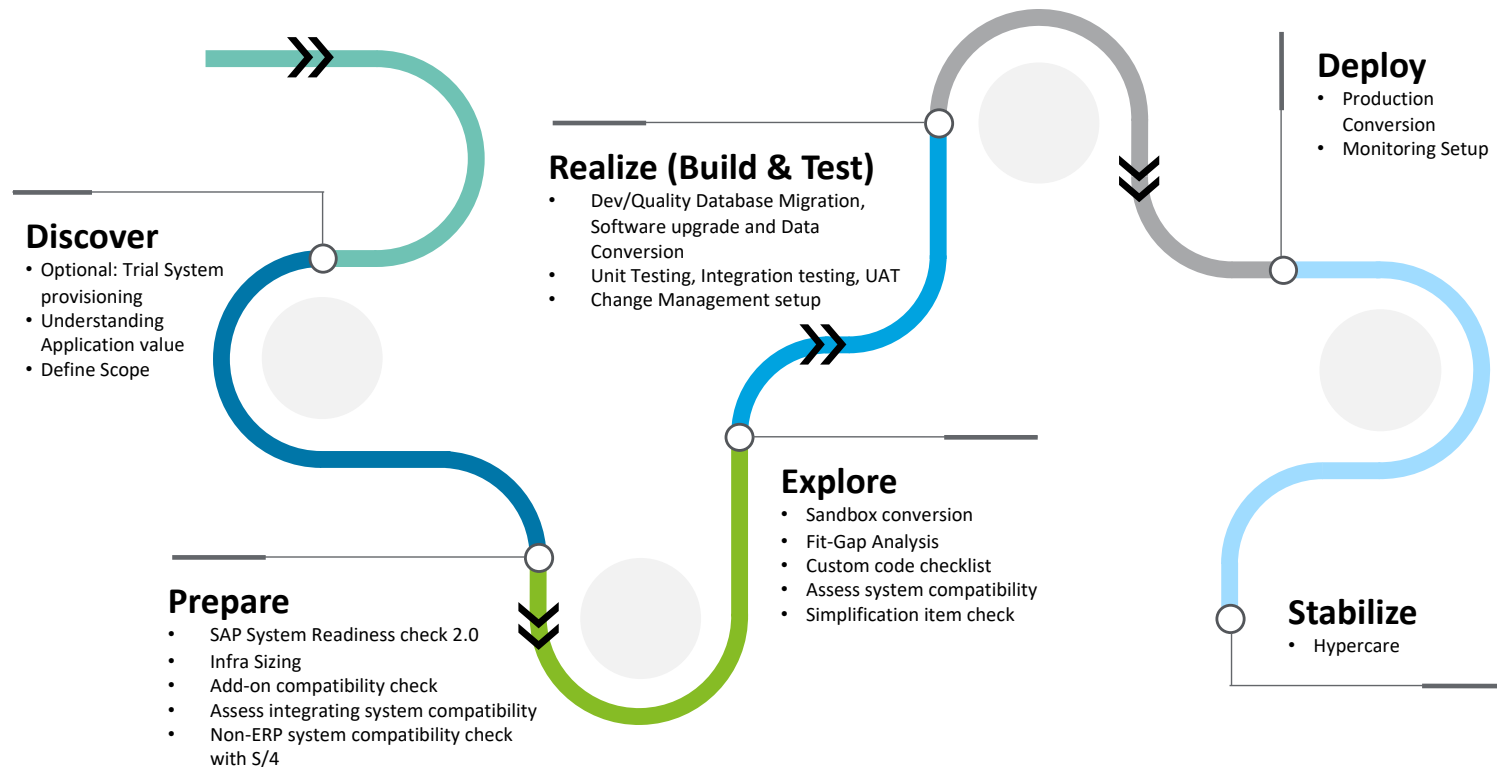 Discover
• Optional: Trial System
provisioning
• Understanding
Application value
• Define Scope
Prepare
• SAP System Readiness check 2.0
• Infra Sizing
• Add-on compatibility check
• Assess integrating system compatibility
• Non-ERP system compatibility check
with S/4
Explore
• Sandbox conversion
• Fit-Gap Analysis
• Custom code checklist
• Assess system compatibility
• Simplification item check
Realize (Build & Test)
• Dev/Quality Database Migration,
Software upgrade and Data
Conversion
• Unit Testing, Integration testing, UAT
• Change Management setup
Deploy
• Production
Conversion
• Monitoring Setup
Stabilize
• Hypercare